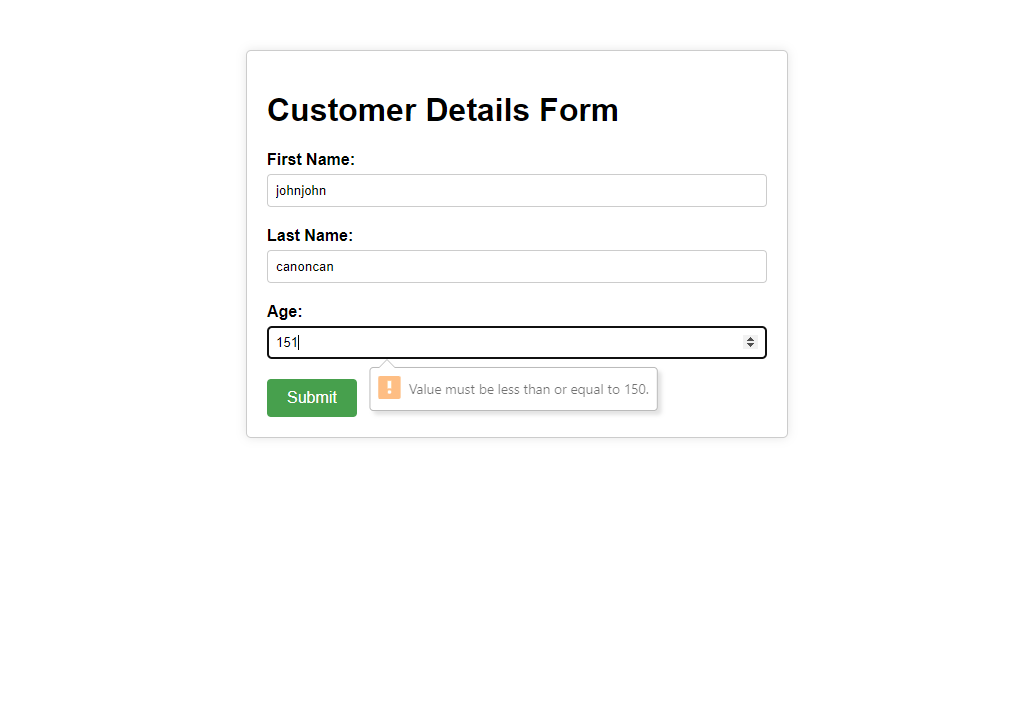 Customer Details Form
First Name:
johnjohn
Last Name:
canoncan
Age:
151
Value must be less than or equal to 150.
Submit